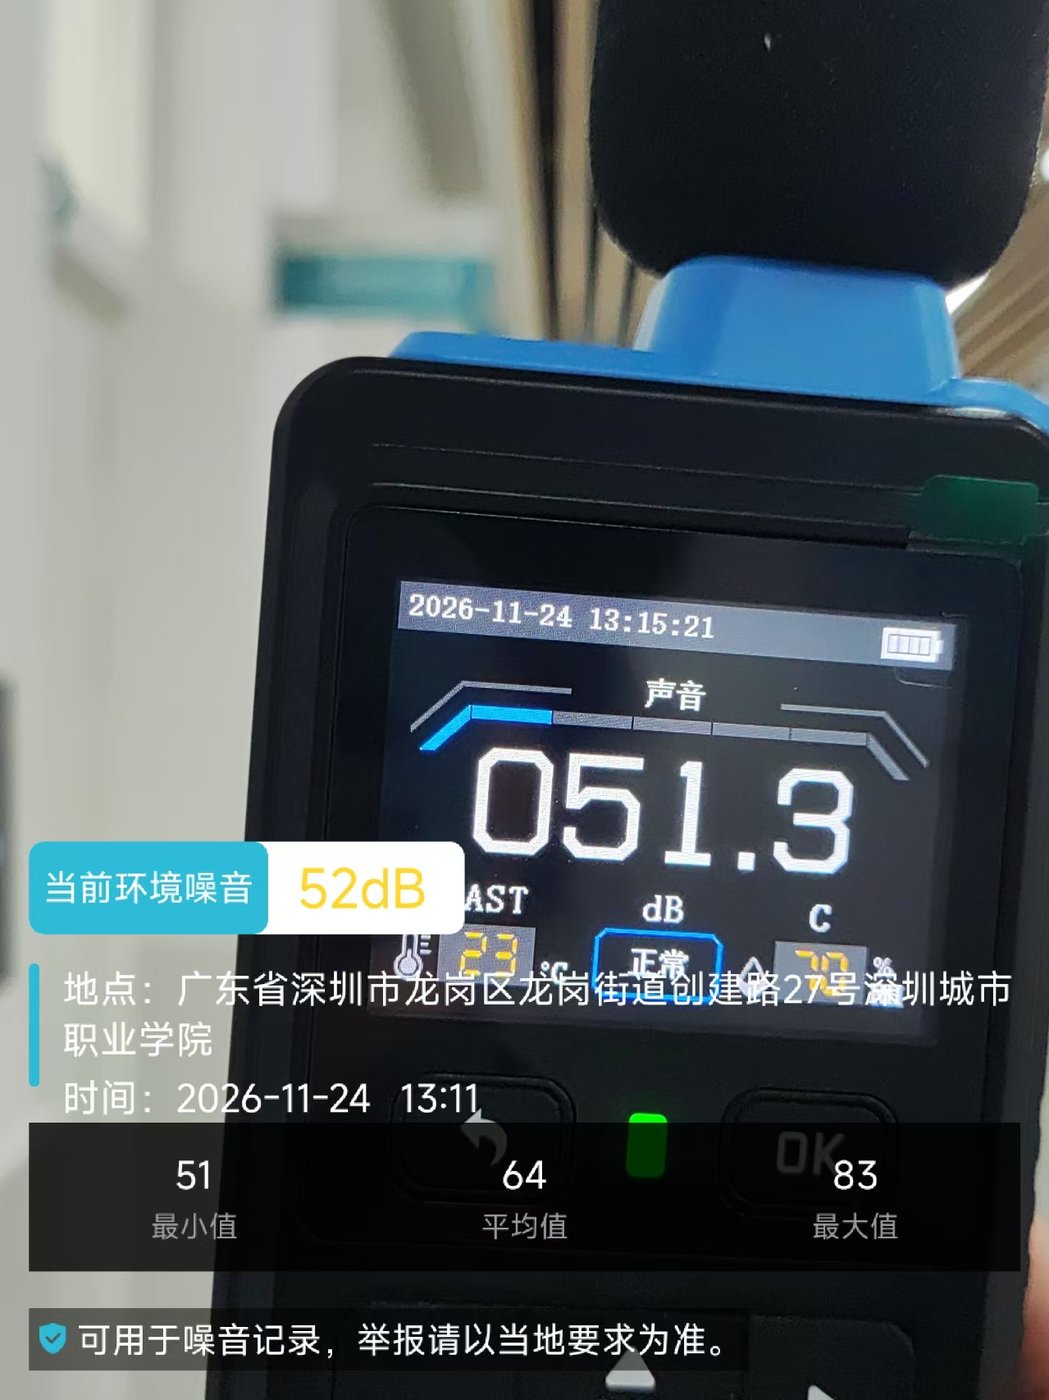 2026-11-24 13:15:21
声音
051.3
AST
dB
C
当前环境噪音
52dB
23
℃
正常
70
%
地点：广东省深圳市龙岗区龙岗街道创建路27号深圳城市
职业学院
时间：2026-11-24 13:11
OK
51
64
83
最小值
平均值
最大值
可用于噪音记录，举报请以当地要求为准。